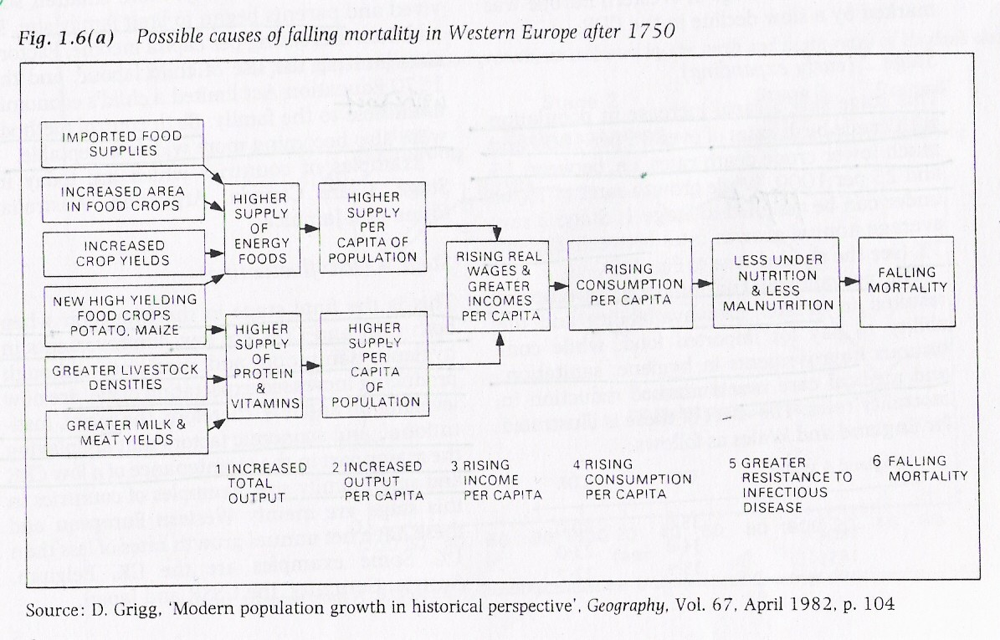 Fig. 1.6(a) Possible causes of falling mortality in Western Europe after 1750
IMPORTED FOOD
SUPPLIES
INCREASED AREA
IN FOOD CROPS
INCREASED
CROP YIELDS
NEW HIGH YIELDING
FOOD CROPS
POTATO, MAIZE
GREATER LIVESTOCK
DENSITIES
GREATER MILK &
MEAT YIELDS
HIGHER
SUPPLY
OF
ENERGY
FOODS
HIGHER
SUPPLY
PER
CAPITA OF
POPULATION
HIGHER
SUPPLY
OF
PROTEIN
&
VITAMINS
HIGHER
SUPPLY
PER
CAPITA
OF
POPULATION
RISING REAL
WAGES &
GREATER
INCOMES
PER CAPITA
RISING
CONSUMPTION
PER CAPITA
LESS UNDER
NUTRITION
& LESS
MALNUTRITION
FALLING
MORTALITY
1 INCREASED
TOTAL
OUTPUT
2 INCREASED
OUTPUT
PER CAPITA
3 RISING
INCOME
PER CAPITA
4 RISING
CONSUMPTION
PER CAPITA
5 GREATER
RESISTANCE TO
INFECTIOUS
DISEASE
6 FALLING
MORTALITY
Source: D. Grigg, 'Modern population growth in historical perspective', Geography, Vol. 67, April 1982, p. 104